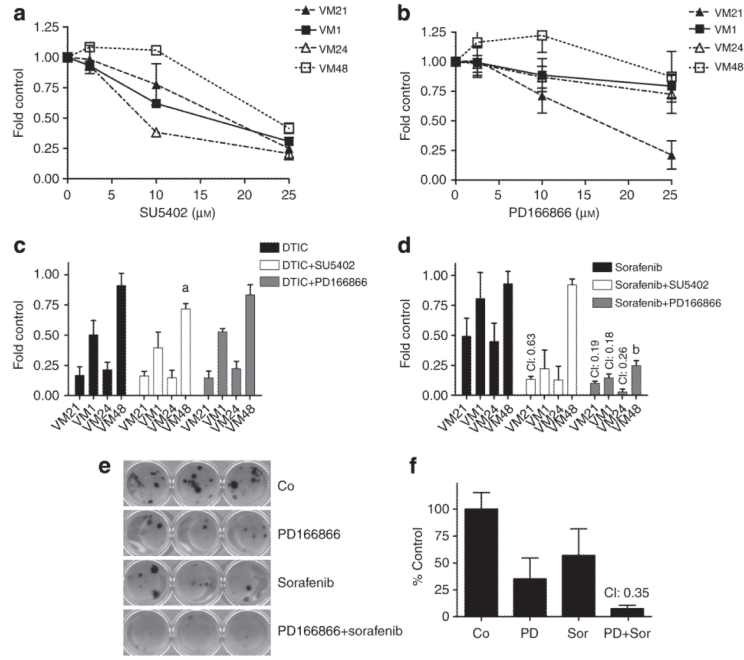 a
1.25
1.00
0.75
0.50
0.25
0.00
Fold control
0 5 10 15 20 25
SU5402 (μM)
VM21
VM1
VM24
VM48
b
1.25
1.00
0.75
0.50
0.25
0.00
Fold control
0 5 10 15 20 25
PD166866 (μM)
VM21
VM1
VM24
VM48
c
DTIC
DTIC+SU5402
DTIC+PD166866
1.00
0.75
0.50
0.25
0.00
Fold control
a
VM21 VM1 VM24 VM48 VM21 VM1 VM24 VM48 VM21 VM1 VM24 VM48
d
Sorafenib
Sorafenib+SU5402
Sorafenib+PD166866
1.00
0.75
0.50
0.25
0.00
Fold control
CI: 0.63
CI: 0.19
CI: 0.18
CI: 0.26
b
VM21 VM1 VM24 VM48 VM21 VM1 VM24 VM48 VM21 VM1 VM24 VM48
e
Co
PD166866
Sorafenib
PD166866+sorafenib
f
100
75
50
25
0
% Control
CI: 0.35
Co PD Sor PD+Sor